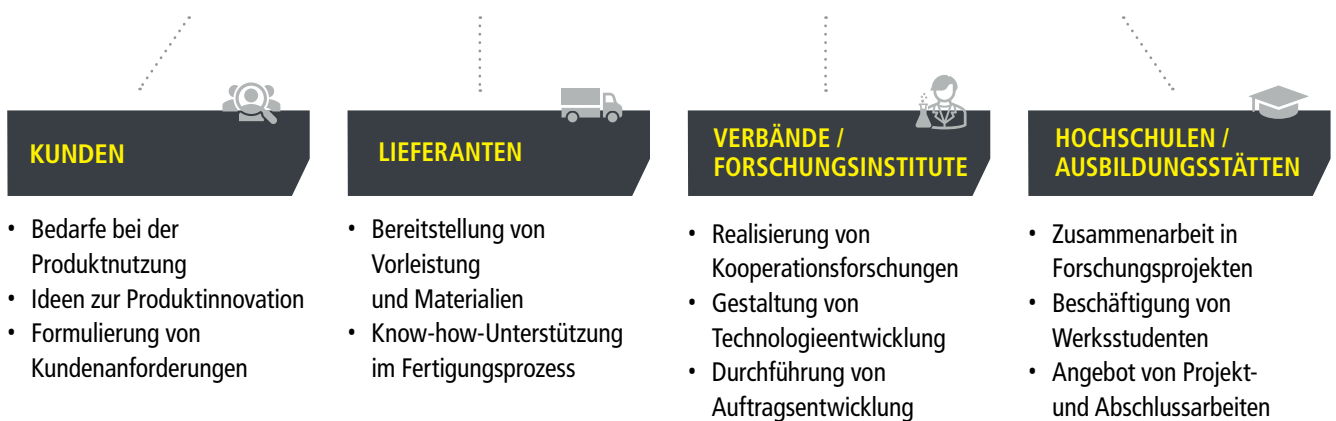 KUNDEN
• Bedarfe bei der
Produktnutzung
• Ideen zur Produktinnovation
• Formulierung von
Kundenanforderungen
LIEFERANTEN
• Bereitstellung von
Vorleistung
und Materialien
• Know-how-Unterstützung
im Fertigungsprozess
VERBÄNDE /
FORSCHUNGSINSTITUTE
• Realisierung von
Kooperationsforschungen
• Gestaltung von
Technologieentwicklung
• Durchführung von
Auftragsentwicklung
HOCHSCHULEN /
AUSBILDUNGSSTÄTTEN
• Zusammenarbeit in
Forschungsprojekten
• Beschäftigung von
Werksstudenten
• Angebot von Projekt-
und Abschlussarbeiten